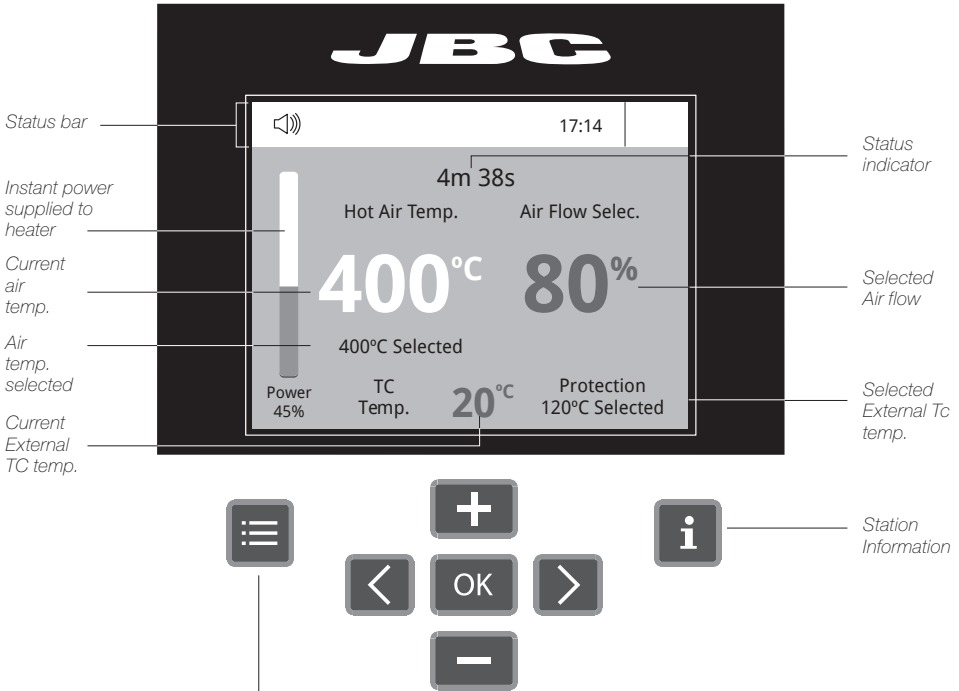 JBC
Status bar
17:14
Status
indicator
4m 38s
Instant power
supplied to
heater
Hot Air Temp.
Air Flow Selec.
Current
air
temp.
400ºC
80%
Selected
Air flow
Air
temp.
selected
400ºC Selected
Power
45%
TC
Temp.
20ºC
Protection
120ºC Selected
Selected
External Tc
temp.
Current
External
TC temp.
+
i
Station
Information
<
OK
>
−